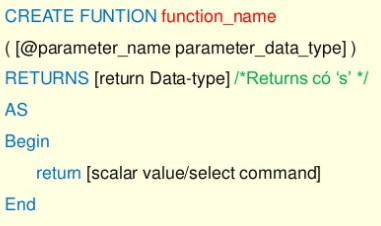 CREATE FUNTION function_name
( [@parameter_name parameter_data_type] )
RETURNS [return Data-type] /*Returns có ‘s’ */
AS
Begin
return [scalar value/select command]
End